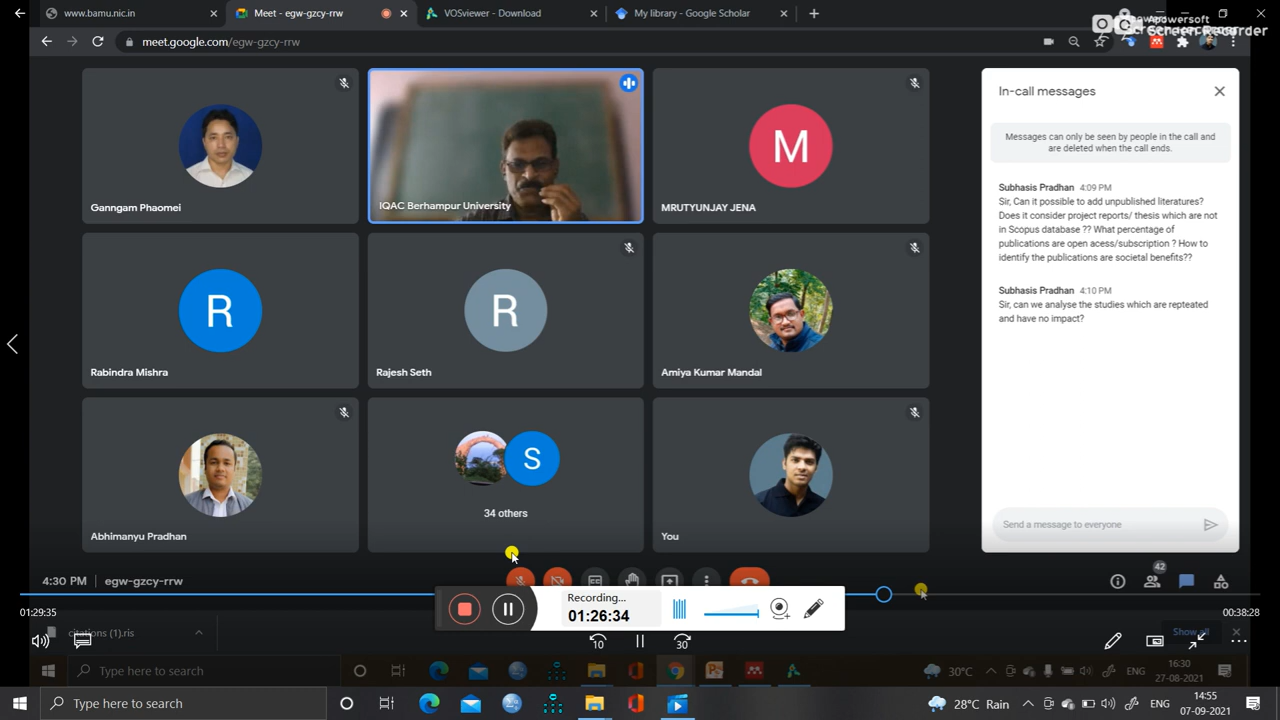 www.bamu.nic.in
Meet - egw-gzcy-rrw
VOSviewer - Download
My library - Google Scholar
Apowersoft
Screen Recorder
meet.google.com/egw-gzcy-rrw
Ganngam Phaomei
IQAC Berhampur University
M
MRUTYUNJAY JENA
R
Rabindra Mishra
R
Rajesh Seth
Amiya Kumar Mandal
Abhimanyu Pradhan
S
34 others
You
In-call messages
Messages can only be seen by people in the call and
are deleted when the call ends.
Subhasis Pradhan 4:09 PM
Sir, Can it possible to add unpublished literatures?
Does it consider project reports/ thesis which are not
in Scopus database ?? What percentage of
publications are open acess/subscription ? How to
identify the publications are societal benefits??
Subhasis Pradhan 4:10 PM
Sir, can we analyse the studies which are repteated
and have no impact?
Send a message to everyone
4:30 PM | egw-gzcy-rrw
42
01:29:35
00:38:28
Recording...
01:26:34
citations (1).ris
Show all
10
30
Type here to search
30°C
ENG
16:30
27-08-2021
Type here to search
28°C Rain
ENG
14:55
07-09-2021